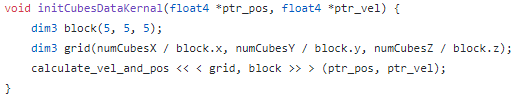 void initCubesDataKernal(float4 *ptr_pos, float4 *ptr_vel) {
dim3 block(5, 5, 5);
dim3 grid(numCubesX / block.x, numCubesY / block.y, numCubesZ / block.z);
calculate_vel_and_pos << < grid, block >> > (ptr_pos, ptr_vel);
}